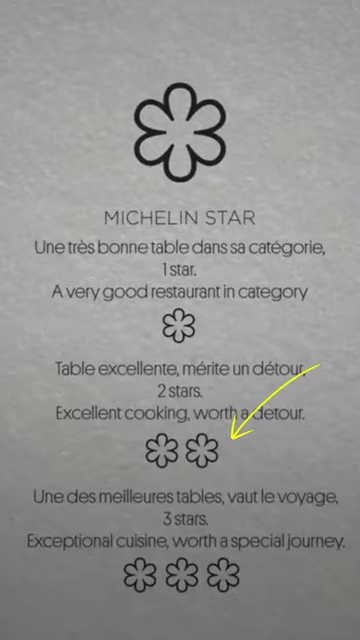 MICHELIN STAR
Une très bonne table dans sa catégorie,
1 star.
A very good restaurant in category
Table excellente, mérite un détour,
2 stars.
Excellent cooking, worth a detour.
Une des meilleures tables, vaut le voyage,
3 stars.
Exceptional cuisine, worth a special journey.